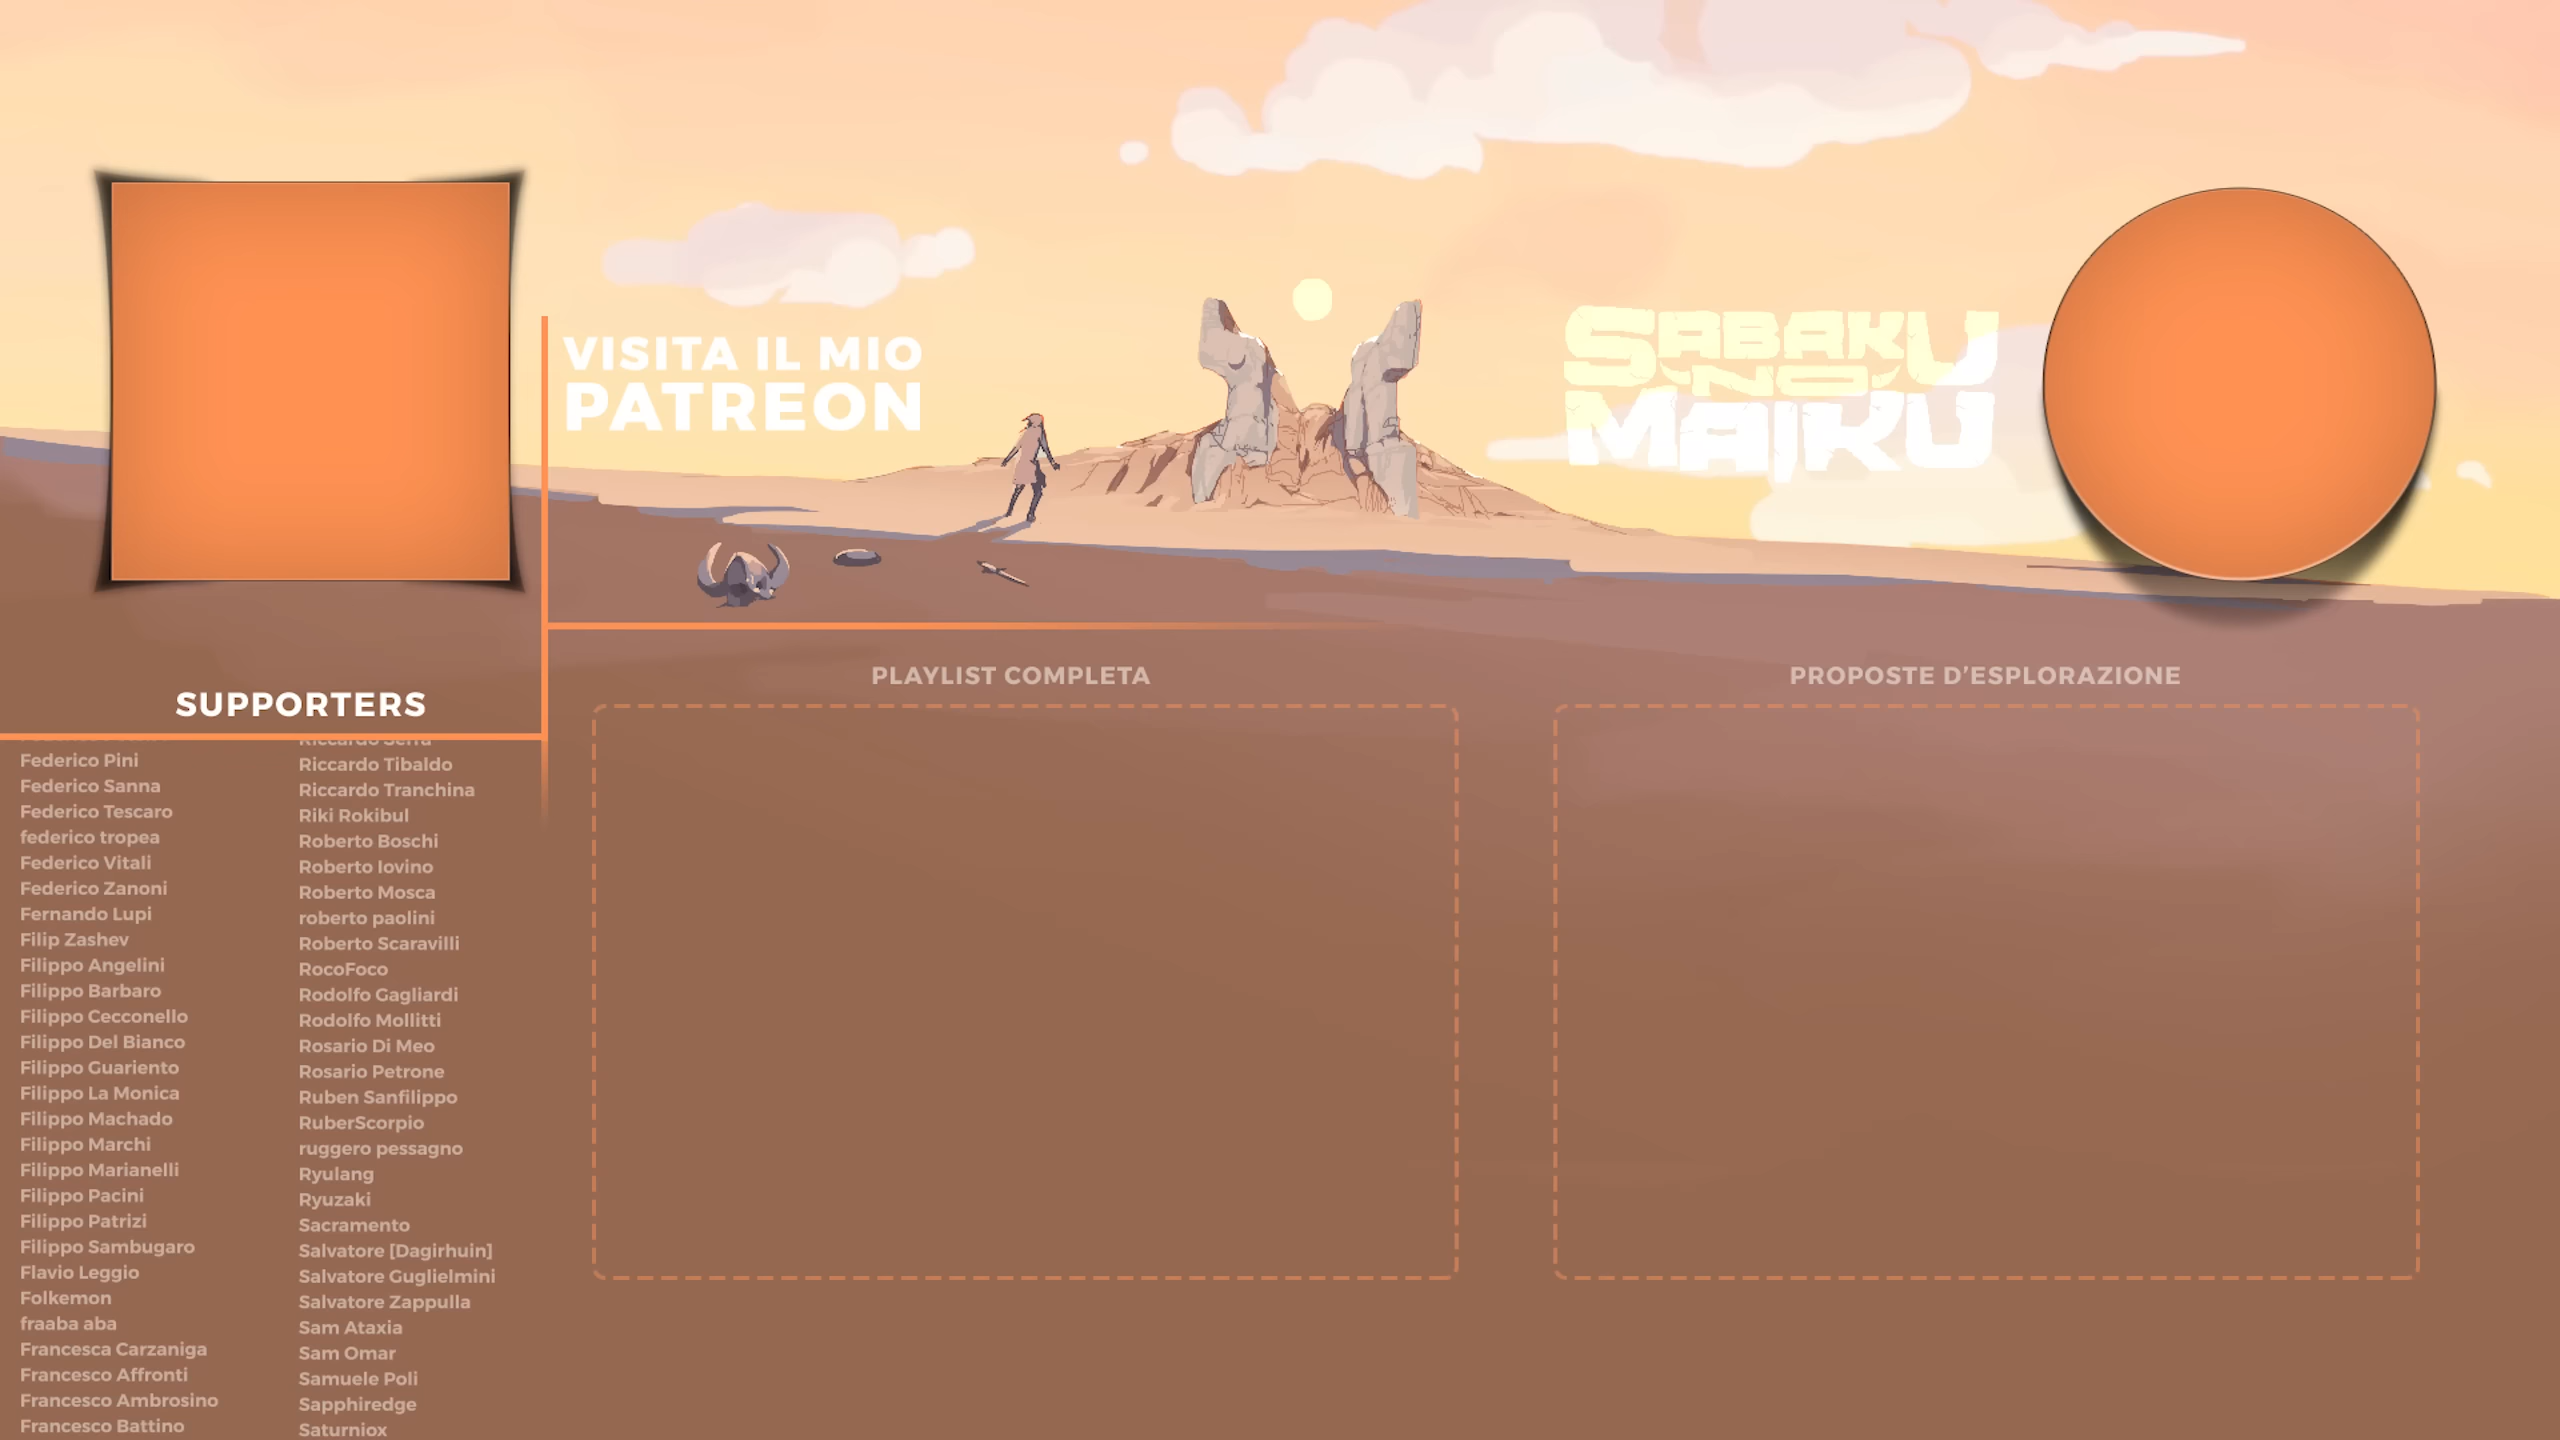 VISITA IL MIO
PATREON
SABAKU
NO
MAIKU
PLAYLIST COMPLETA
PROPOSTE D'ESPLORAZIONE
SUPPORTERS
Federico Pini
Federico Sanna
Federico Tescaro
federico tropea
Federico Vitali
Federico Zanoni
Fernando Lupi
Filip Zashev
Filippo Angelini
Filippo Barbaro
Filippo Cecconello
Filippo Del Bianco
Filippo Guariento
Filippo La Monica
Filippo Machado
Filippo Marchi
Filippo Marianelli
Filippo Pacini
Filippo Patrizi
Filippo Sambugaro
Flavio Leggio
Folkemon
fraaba aba
Francesca Carzaniga
Francesco Affronti
Francesco Ambrosino
Francesco Battino
Riccardo Serra
Riccardo Tibaldo
Riccardo Tranchina
Riki Rokibul
Roberto Boschi
Roberto Iovino
Roberto Mosca
roberto paolini
Roberto Scaravilli
RocoFoco
Rodolfo Gagliardi
Rodolfo Mollitti
Rosario Di Meo
Rosario Petrone
Ruben Sanfilippo
RuberScorpio
ruggero pessagno
Ryulang
Ryuzaki
Sacramento
Salvatore [Dagirhuin]
Salvatore Guglielmini
Salvatore Zappulla
Sam Ataxia
Sam Omar
Samuele Poli
Sapphiredge
Saturniox